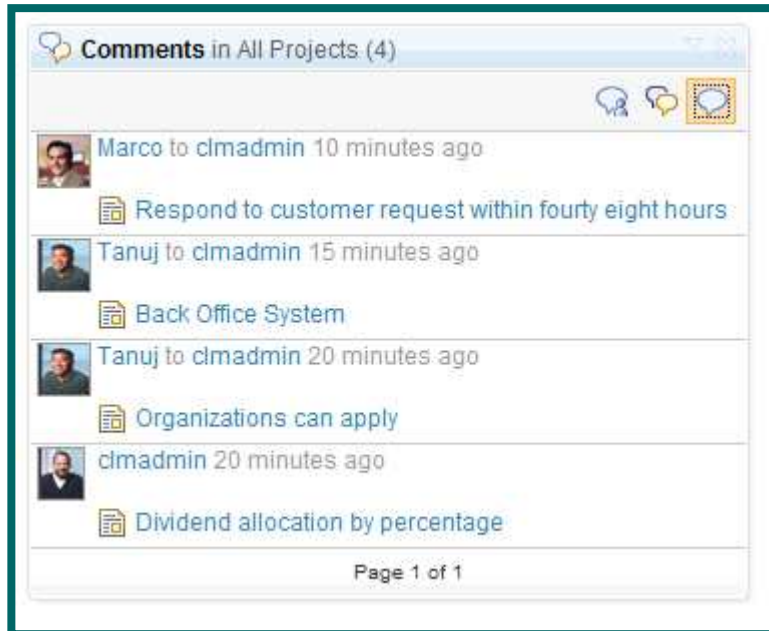 Comments in All Projects (4)
Marco to clmadmin 10 minutes ago
Respond to customer request within fourty eight hours
Tanuj to clmadmin 15 minutes ago
Back Office System
Tanuj to clmadmin 20 minutes ago
Organizations can apply
clmadmin 20 minutes ago
Dividend allocation by percentage
Page 1 of 1